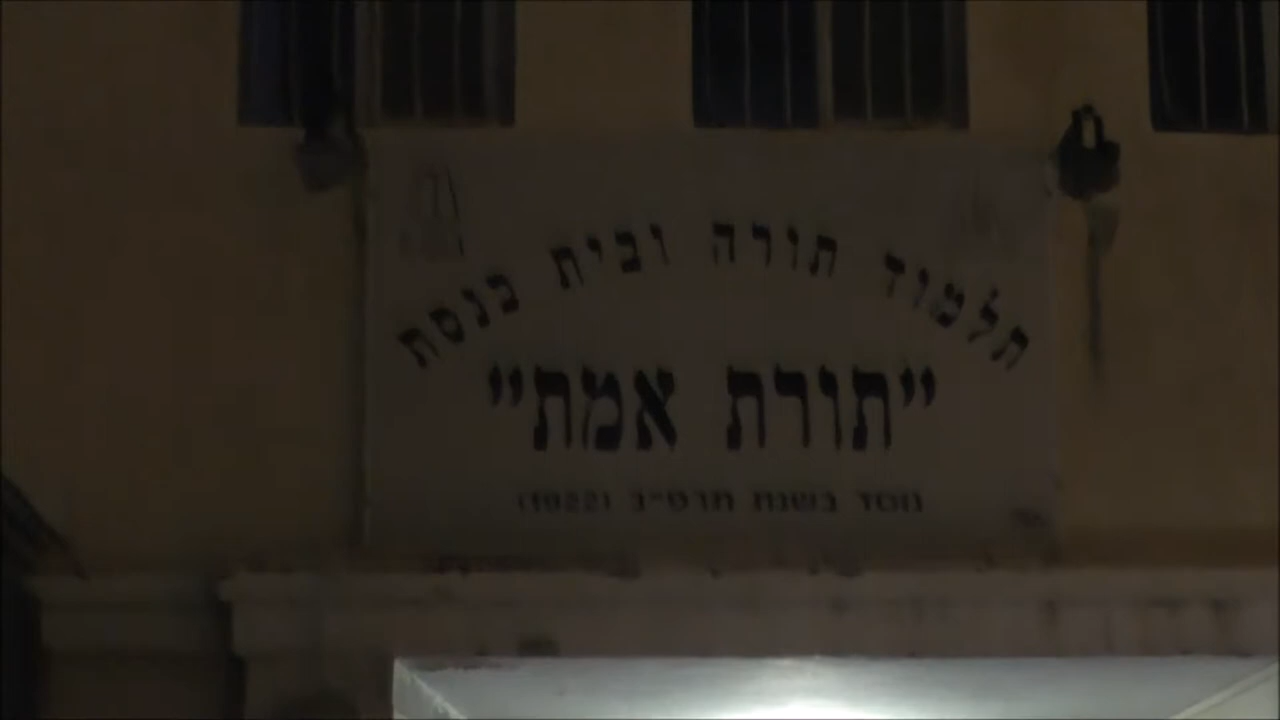 תלמוד תורה ובית כנסת
״תורת אמת״
נוסד בשנת תרפ״ב (1922)